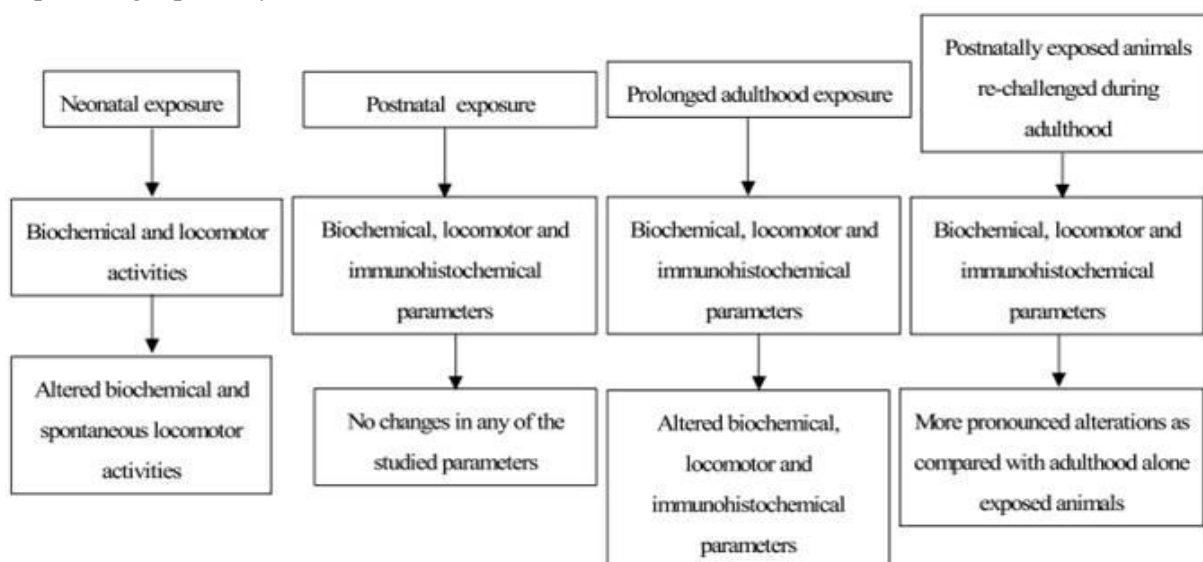 Neonatal exposure
Biochemical and locomotor
activities
Altered biochemical and
spontaneous locomotor
activities
Postnatal exposure
Biochemical, locomotor and
immunohistochemical
parameters
No changes in any of the
studied parameters
Prolonged adulthood exposure
Biochemical, locomotor and
immunohistochemical
parameters
Altered biochemical,
locomotor and
immunohistochemical
parameters
Postnatally exposed animals
re-challenged during
adulthood
Biochemical, locomotor and
immunohistochemical
parameters
More pronounced alterations as
compared with adulthood alone
exposed animals